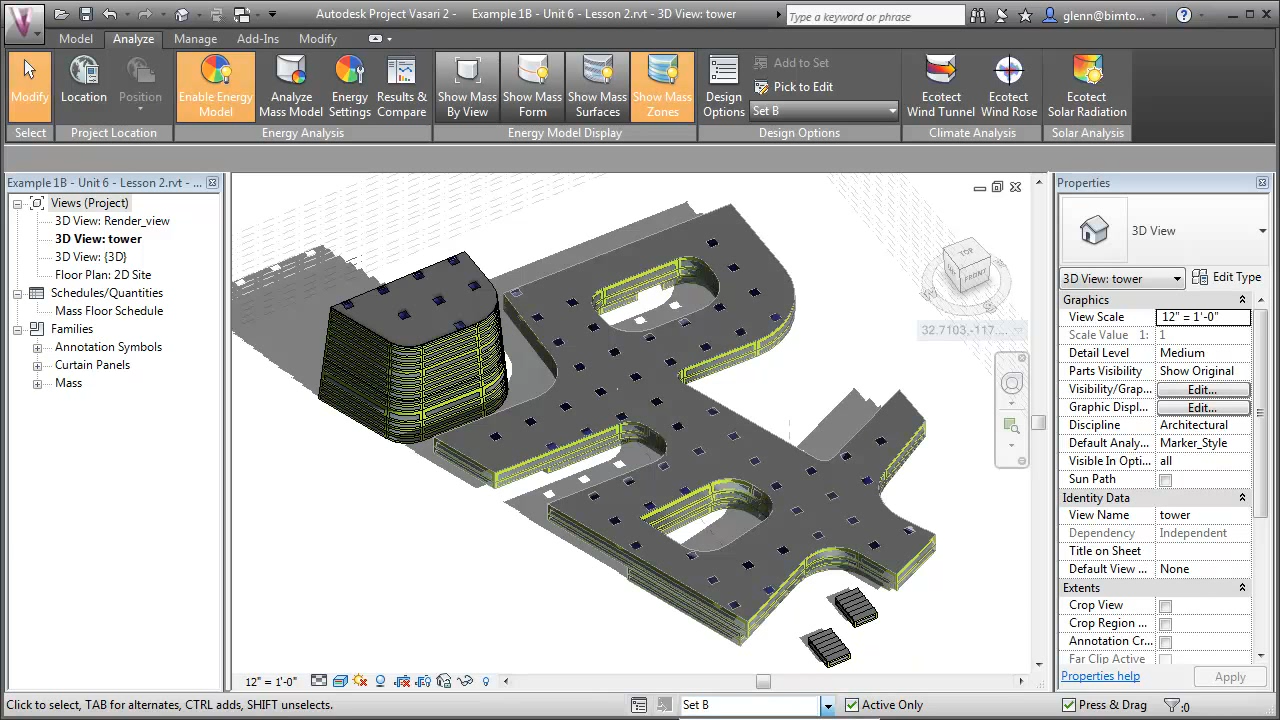 Autodesk Project Vasari 2 - Example 1B - Unit 6 - Lesson 2.rvt - 3D View: tower
Type a keyword or phrase
glenn@bimto...
Model Analyze Manage Add-Ins Modify
Modify
Location
Position
Enable Energy Model
Analyze Mass Model
Energy Settings
Results & Compare
Show Mass By View
Show Mass Form
Show Mass Surfaces
Show Mass Zones
Design Options
Add to Set
Pick to Edit
Set B
Ecotect Wind Tunnel
Ecotect Wind Rose
Ecotect Solar Radiation
Select
Project Location
Energy Analysis
Energy Model Display
Design Options
Climate Analysis
Solar Analysis
Example 1B - Unit 6 - Lesson 2.rvt - ...
Views (Project)
3D View: Render_view
3D View: tower
3D View: {3D}
Floor Plan: 2D Site
Schedules/Quantities
Mass Floor Schedule
Families
Annotation Symbols
Curtain Panels
Mass
TOP
FRONT
32.7103,-117....
Properties
3D View
3D View: tower
Edit Type
Graphics
View Scale 12" = 1'-0"
Scale Value 1: 1
Detail Level Medium
Parts Visibility Show Original
Visibility/Grap... Edit...
Graphic Displ... Edit...
Discipline Architectural
Default Analy... Marker_Style
Visible In Opti... all
Sun Path
Identity Data
View Name tower
Dependency Independent
Title on Sheet
Default View ... None
Extents
Crop View
Crop Region ...
Annotation Cr...
Far Clip Active
Properties help
Apply
12" = 1'-0"
Click to select, TAB for alternates, CTRL adds, SHIFT unselects.
Set B
Active Only
Press & Drag
:0